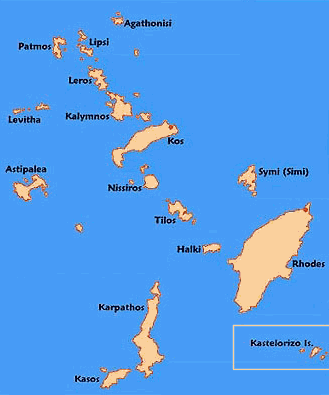 Agathonisi
Lipsi
Patmos
Leros
Levitha
Kalymnos
Kos
Astipalea
Symi (Simi)
Nissiros
Tilos
Halki
Rhodes
Karpathos
Kastelorizo is.
Kasos